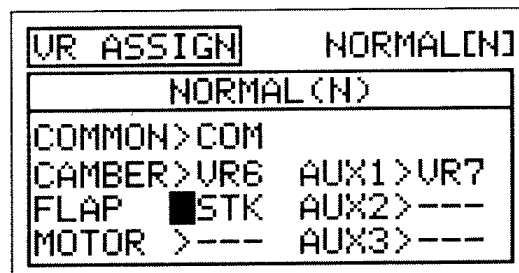 VR ASSIGN NORMAL[N]
NORMAL(N)
COMMON>COM
CAMBER>VR6 AUX1>VR7
FLAP STK AUX2>---
MOTOR >--- AUX3>---